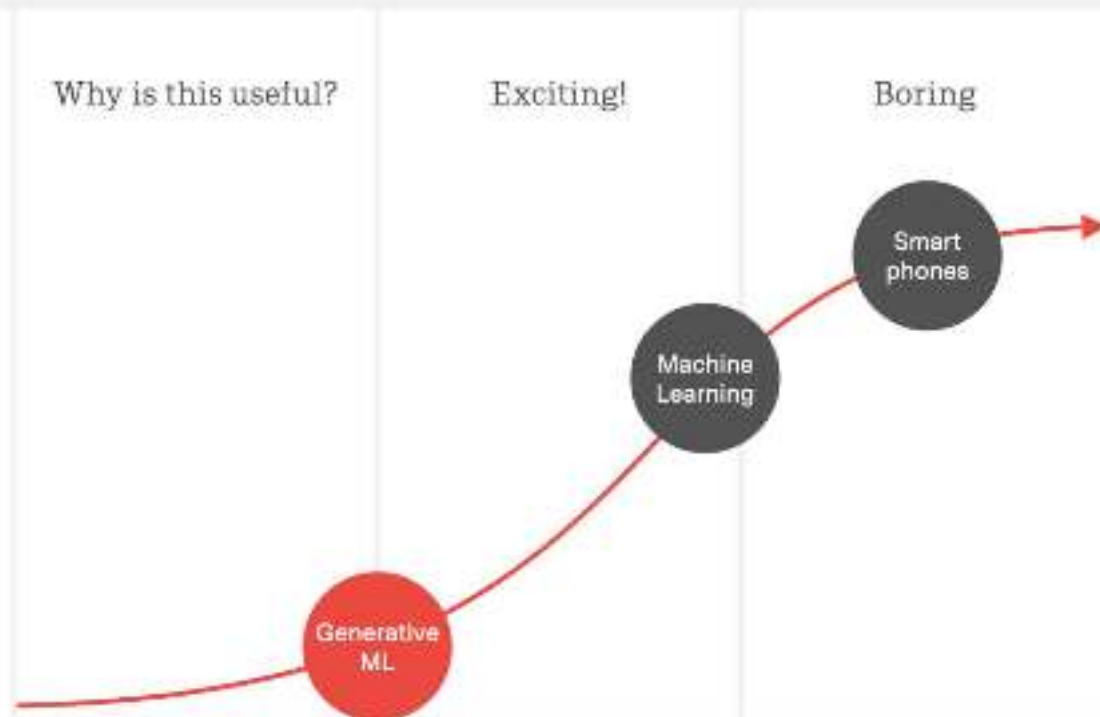 Why is this useful?
Exciting!
Boring
Smart
phones
Machine
Learning
Generative
ML